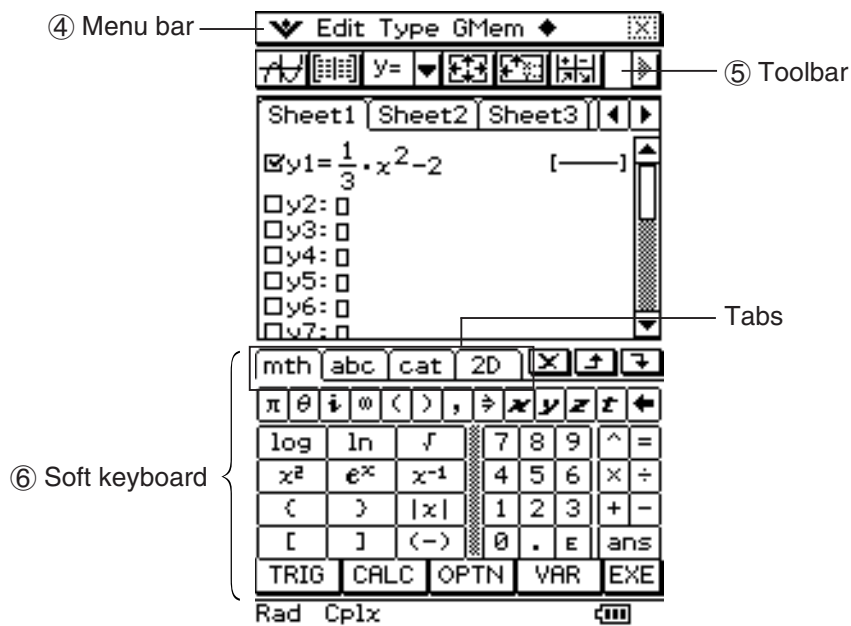 ④ Menu bar
Edit Type GMem ◆
y=
⑤ Toolbar
Sheet1 Sheet2 Sheet3
y1=1/3·x²-2 [—]
y2:
y3:
y4:
y5:
y6:
y7:
Tabs
mth abc cat 2D
π θ i ∞ ( ) , ⇒ x y z t ←
log ln √ 7 8 9 ^ =
x² eˣ x⁻¹ 4 5 6 × ÷
{ } |x| 1 2 3 + −
[ ] (−) 0 . E ans
⑥ Soft keyboard
TRIG CALC OPTN VAR EXE
Rad Cplx